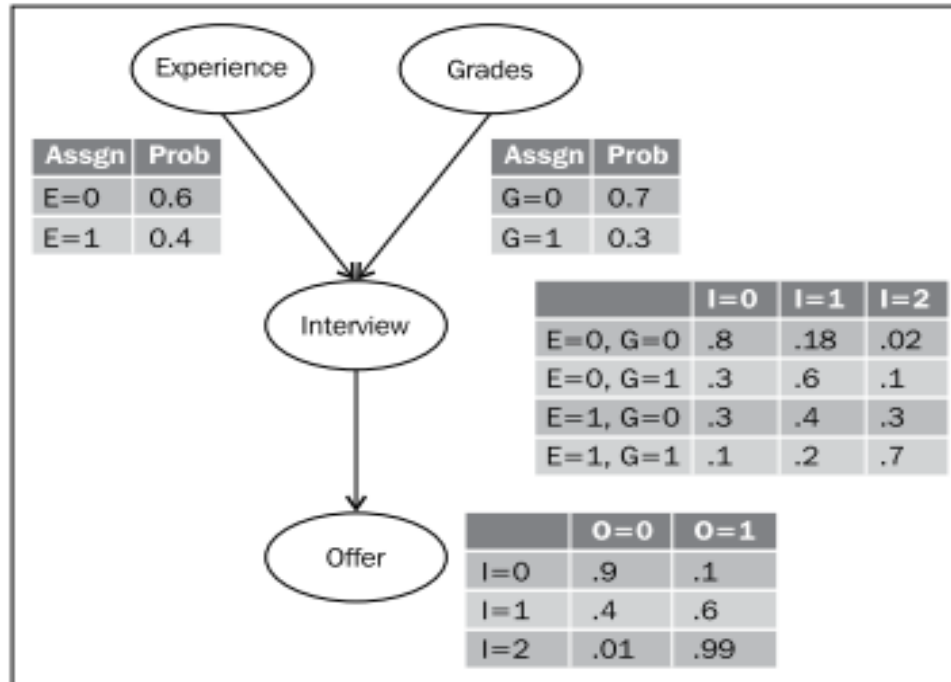 Experience
Grades
Assgn Prob
E=0 0.6
E=1 0.4
Assgn Prob
G=0 0.7
G=1 0.3
Interview
I=0 I=1 I=2
E=0, G=0 .8 .18 .02
E=0, G=1 .3 .6 .1
E=1, G=0 .3 .4 .3
E=1, G=1 .1 .2 .7
Offer
O=0 O=1
I=0 .9 .1
I=1 .4 .6
I=2 .01 .99